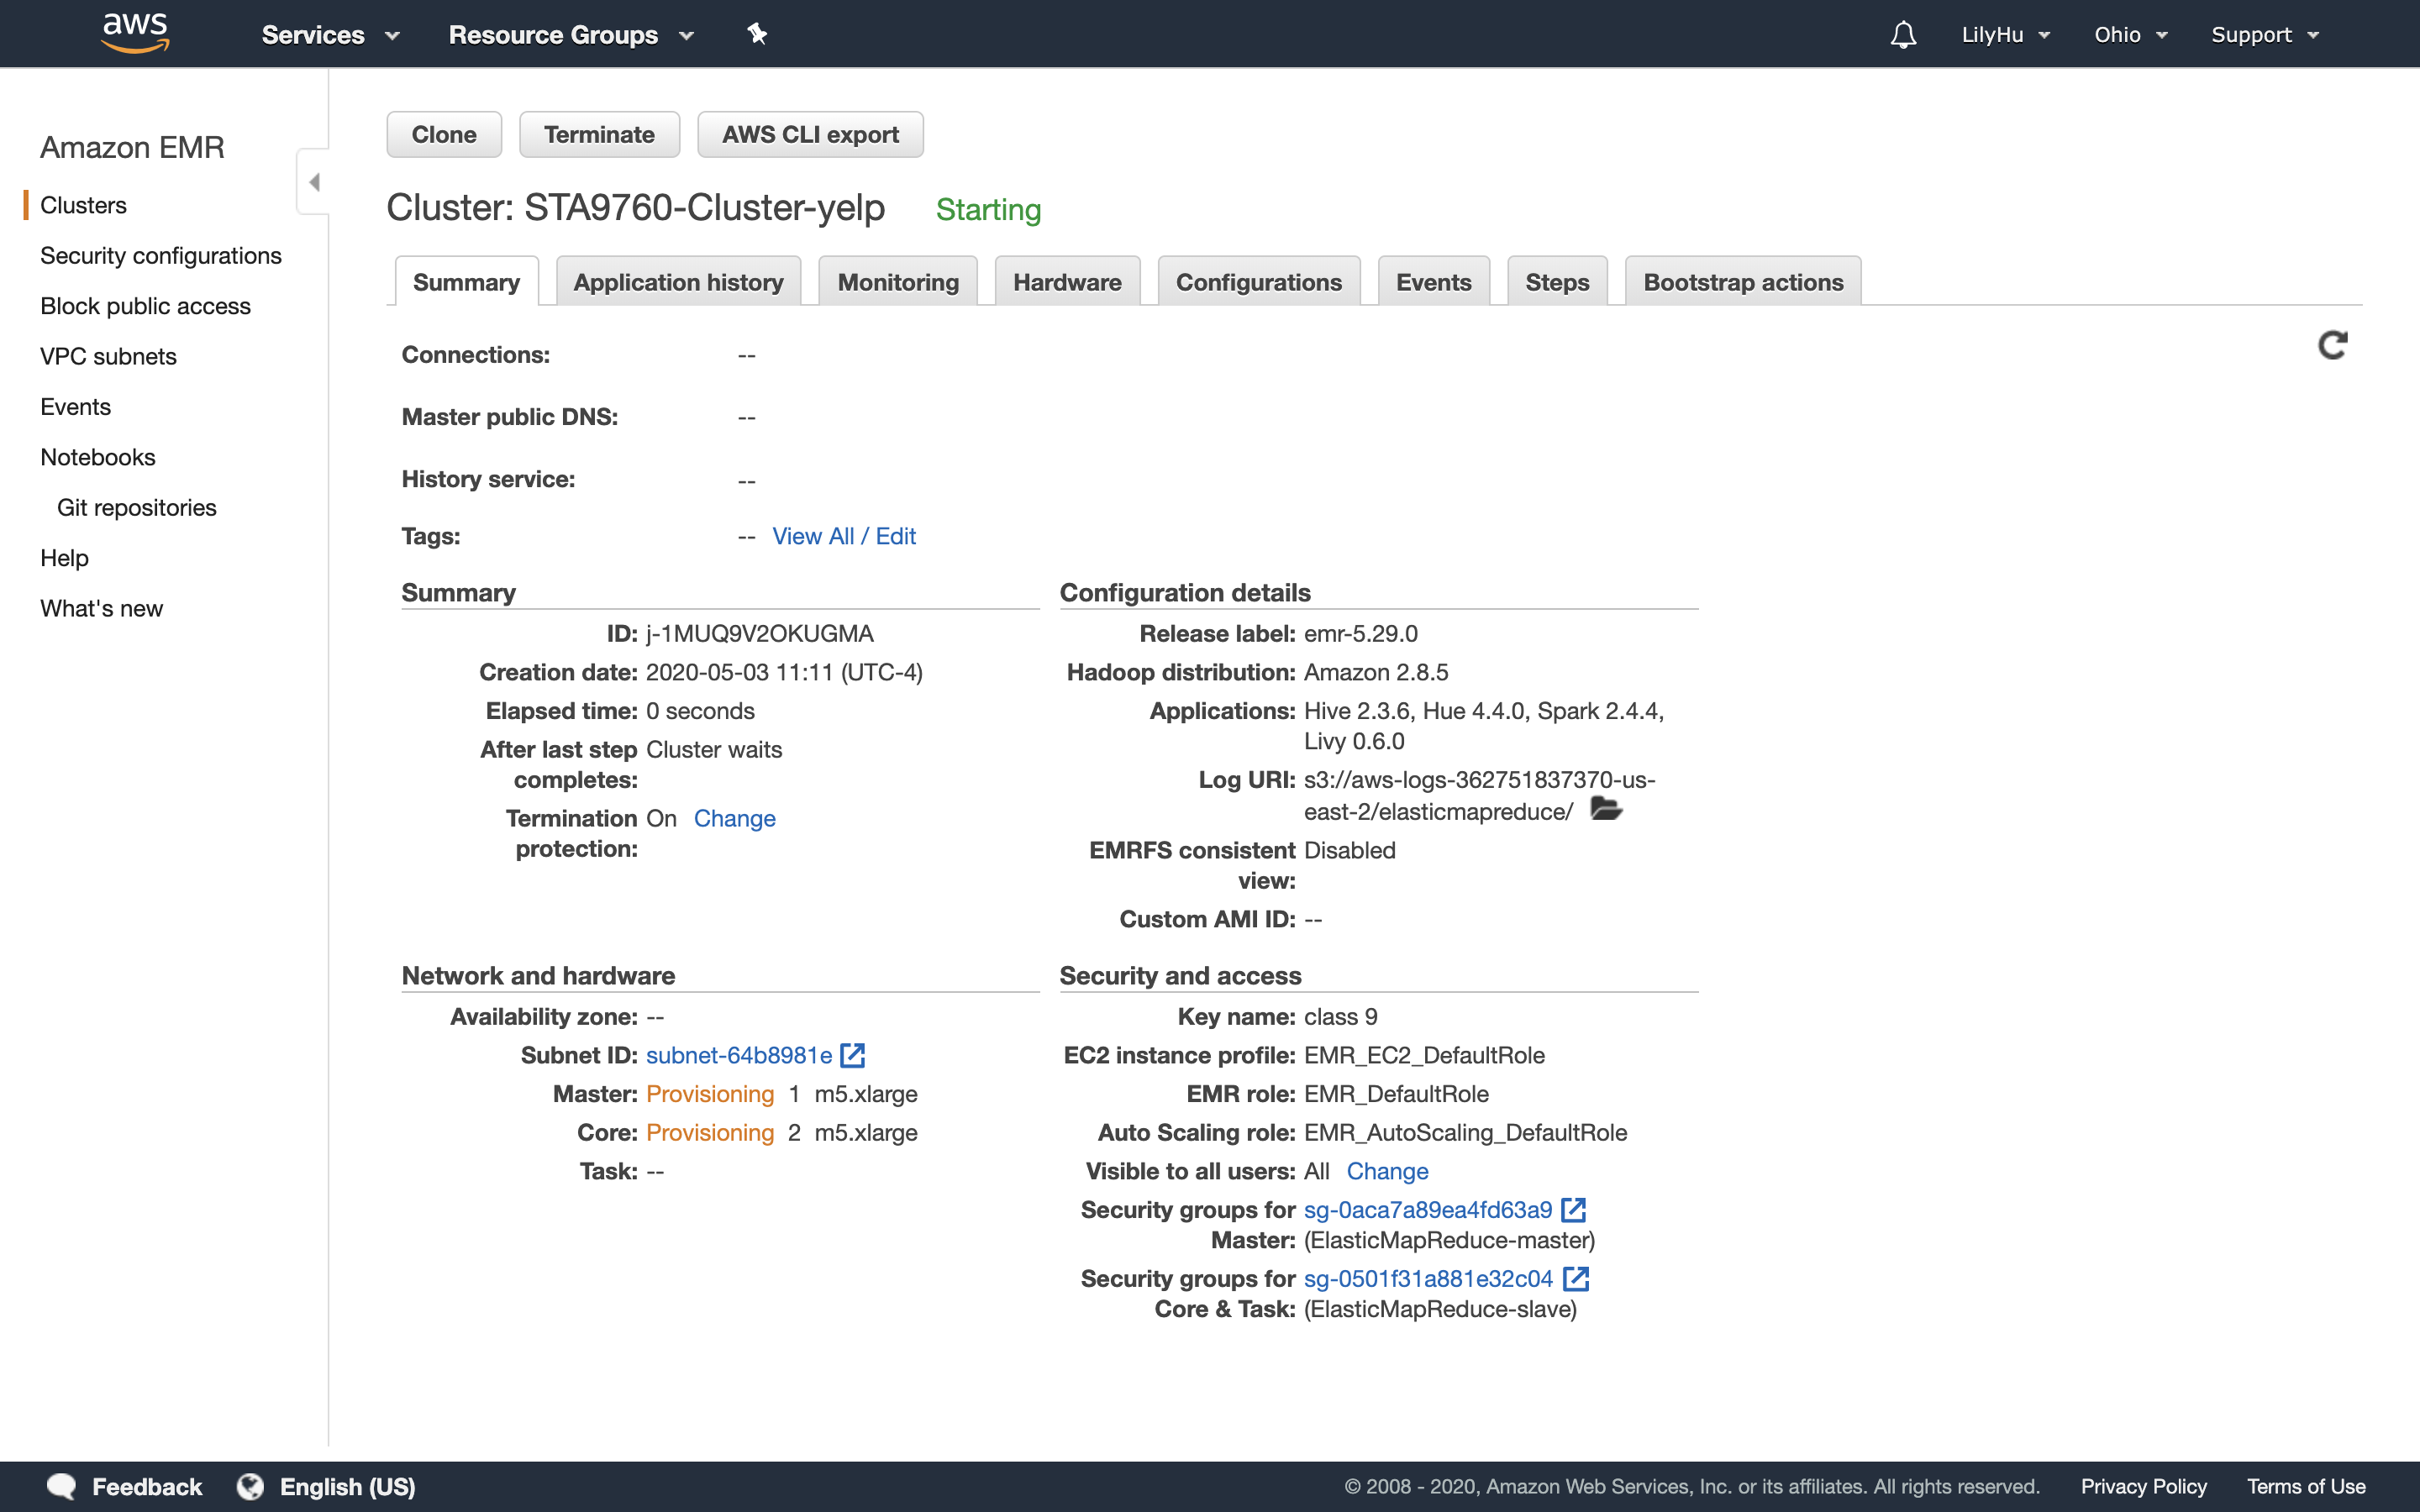 aws
Services
Resource Groups
LilyHu
Ohio
Support
Amazon EMR
Clusters
Security configurations
Block public access
VPC subnets
Events
Notebooks
Git repositories
Help
What's new
Clone
Terminate
AWS CLI export
Cluster: STA9760-Cluster-yelp Starting
Summary
Application history
Monitoring
Hardware
Configurations
Events
Steps
Bootstrap actions
Connections: --
Master public DNS: --
History service: --
Tags: -- View All / Edit
Summary
ID: j-1MUQ9V2OKUGMA
Creation date: 2020-05-03 11:11 (UTC-4)
Elapsed time: 0 seconds
After last step Cluster waits
completes:
Termination On Change
protection:
Configuration details
Release label: emr-5.29.0
Hadoop distribution: Amazon 2.8.5
Applications: Hive 2.3.6, Hue 4.4.0, Spark 2.4.4,
Livy 0.6.0
Log URI: s3://aws-logs-362751837370-us-
east-2/elasticmapreduce/
EMRFS consistent Disabled
view:
Custom AMI ID: --
Network and hardware
Availability zone: --
Subnet ID: subnet-64b8981e
Master: Provisioning 1 m5.xlarge
Core: Provisioning 2 m5.xlarge
Task: --
Security and access
Key name: class 9
EC2 instance profile: EMR_EC2_DefaultRole
EMR role: EMR_DefaultRole
Auto Scaling role: EMR_AutoScaling_DefaultRole
Visible to all users: All Change
Security groups for sg-0aca7a89ea4fd63a9
Master: (ElasticMapReduce-master)
Security groups for sg-0501f31a881e32c04
Core & Task: (ElasticMapReduce-slave)
Feedback
English (US)
© 2008 - 2020, Amazon Web Services, Inc. or its affiliates. All rights reserved.
Privacy Policy
Terms of Use